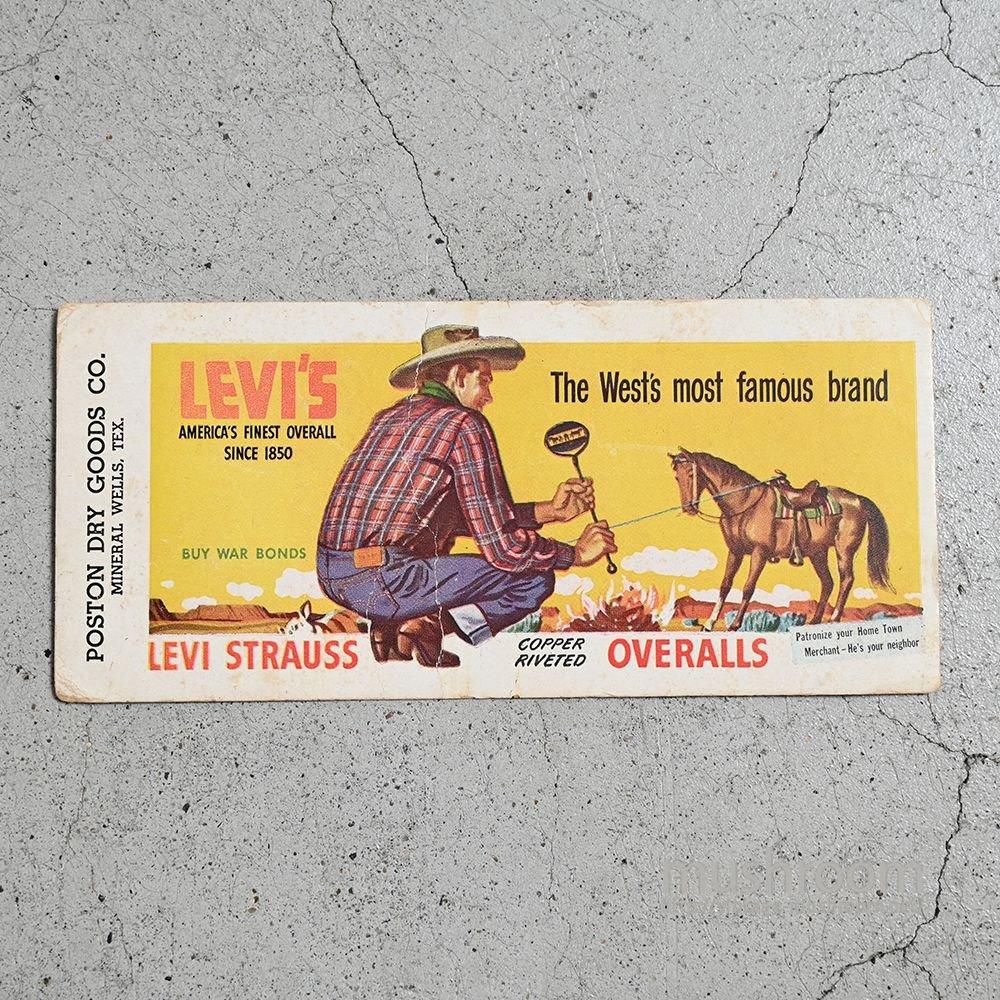 POSTON DRY GOODS CO.
MINERAL WELLS, TEX.
LEVI'S
AMERICA'S FINEST OVERALL
SINCE 1850
The West's most famous brand
BUY WAR BONDS
LEVI STRAUSS
COPPER
RIVETED
OVERALLS
Patronize your Home Town
Merchant - He's your neighbor
mushroom